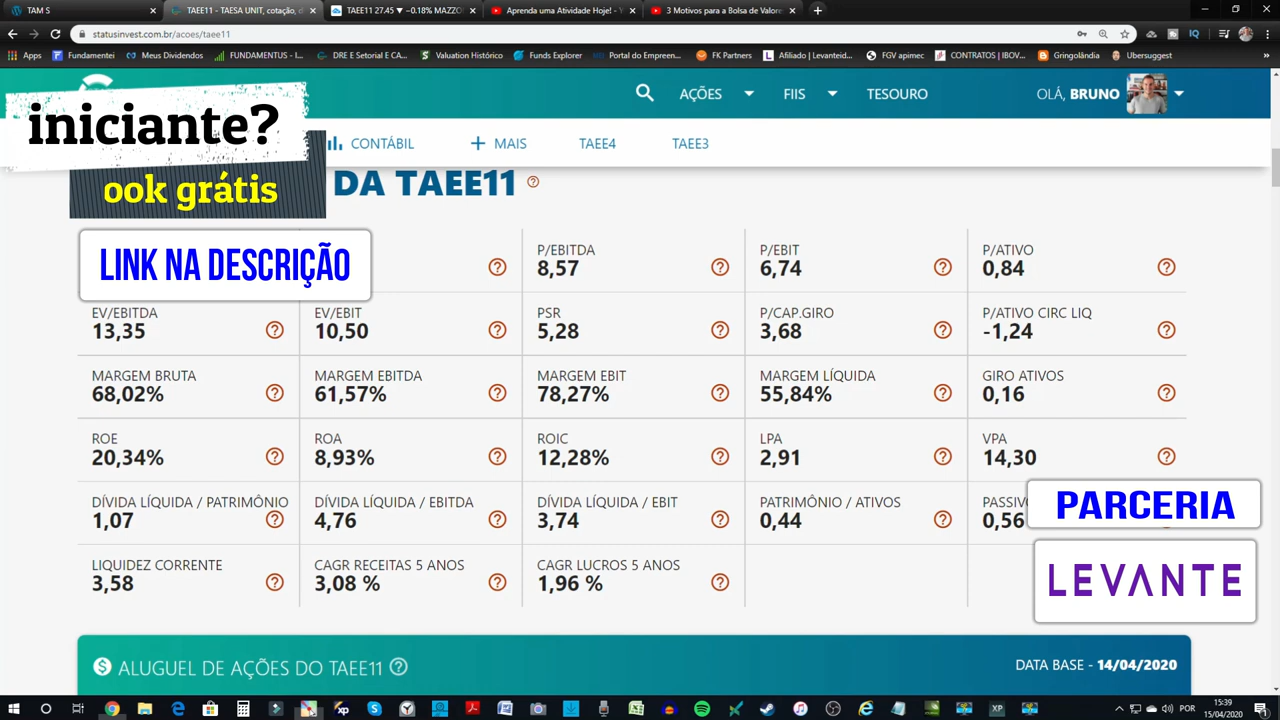 TAM S
TAEE11 - TAESA UNIT, cotação, d
TAEE11 27.45 ▼ −0.18% MAZZO
Aprenda uma Atividade Hoje! - Y
3 Motivos para a Bolsa de Valore
statusinvest.com.br/acoes/taee11
Apps
Fundamentei
Meus Dividendos
FUNDAMENTUS - I...
DRE E Setorial E CA...
Valuation Histórico
Funds Explorer
Portal do Empreen...
FK Partners
Afiliado | Levanteid...
FGV apimec
CONTRATOS | IBOV...
Gringolândia
Ubersuggest
AÇÕES
FIIS
TESOURO
OLÁ, BRUNO
iniciante?
CONTÁBIL
MAIS
TAEE4
TAEE3
ook grátis
DA TAEE11
LINK NA DESCRIÇÃO
P/EBITDA
8,57
P/EBIT
6,74
P/ATIVO
0,84
EV/EBITDA
13,35
EV/EBIT
10,50
PSR
5,28
P/CAP.GIRO
3,68
P/ATIVO CIRC LIQ
-1,24
MARGEM BRUTA
68,02%
MARGEM EBITDA
61,57%
MARGEM EBIT
78,27%
MARGEM LÍQUIDA
55,84%
GIRO ATIVOS
0,16
ROE
20,34%
ROA
8,93%
ROIC
12,28%
LPA
2,91
VPA
14,30
DÍVIDA LÍQUIDA / PATRIMÔNIO
1,07
DÍVIDA LÍQUIDA / EBITDA
4,76
DÍVIDA LÍQUIDA / EBIT
3,74
PATRIMÔNIO / ATIVOS
0,44
PASSIV
0,56
PARCERIA
LEVANTE
LIQUIDEZ CORRENTE
3,58
CAGR RECEITAS 5 ANOS
3,08 %
CAGR LUCROS 5 ANOS
1,96 %
ALUGUEL DE AÇÕES DO TAEE11
DATA BASE - 14/04/2020
POR
15:39
15/04/2020